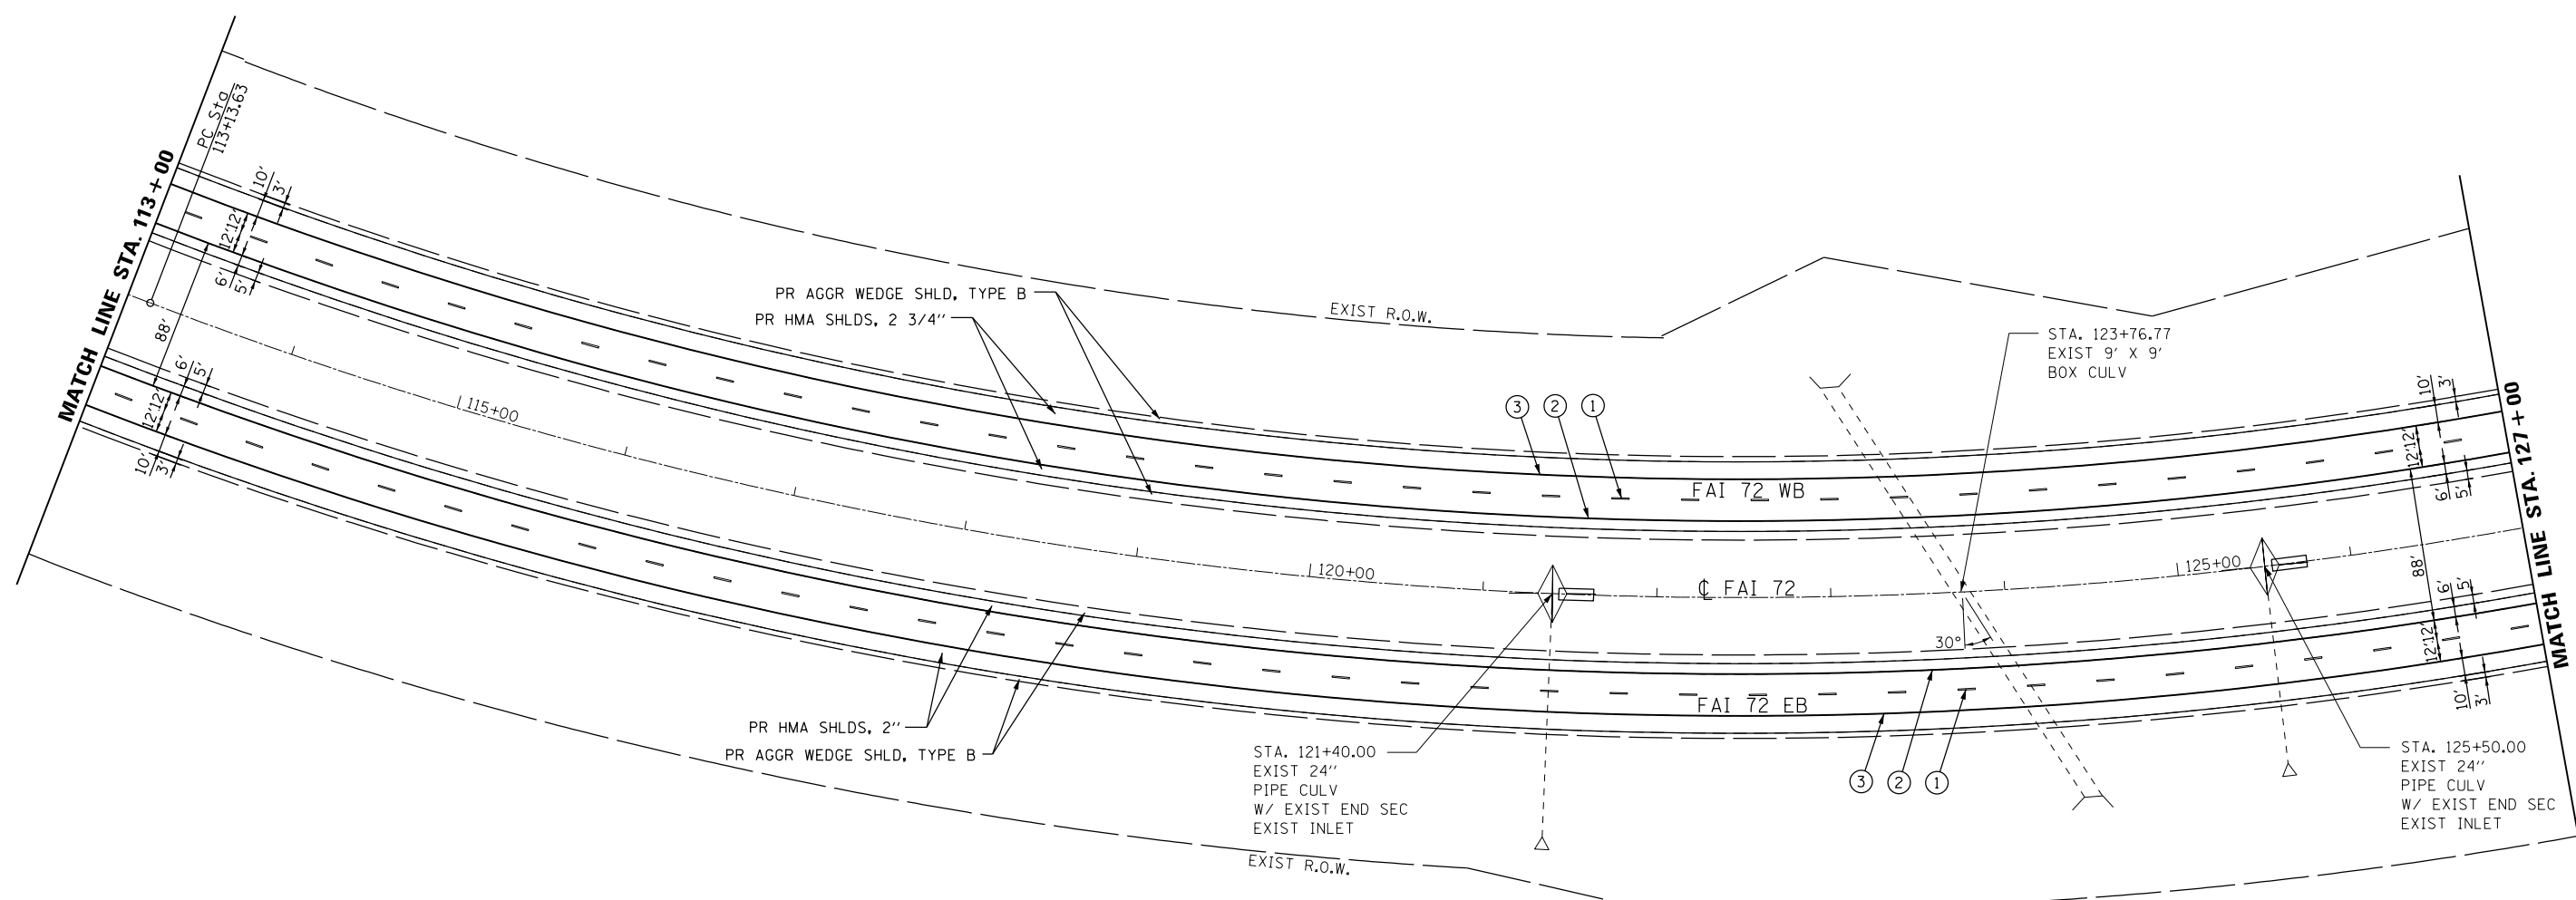 MATCH LINE STA. 113+00
PC Sta
113+13.63
10'
3'
12'
12'
6'
5'
88'
6'
5'
12'
12'
10'
3'
115+00
PR AGGR WEDGE SHLD, TYPE B
PR HMA SHLDS, 2 3/4"
EXIST R.O.W.
3
2
1
FAI 72 WB
STA. 123+76.77
EXIST 9' X 9'
BOX CULV
120+00
℄ FAI 72
125+00
30°
FAI 72 EB
PR HMA SHLDS, 2"
PR AGGR WEDGE SHLD, TYPE B
STA. 121+40.00
EXIST 24"
PIPE CULV
W/ EXIST END SEC
EXIST INLET
EXIST R.O.W.
3
2
1
STA. 125+50.00
EXIST 24"
PIPE CULV
W/ EXIST END SEC
EXIST INLET
10'
3'
12'
12'
6'
5'
88'
6'
5'
12'
12'
10'
3'
MATCH LINE STA. 127+00